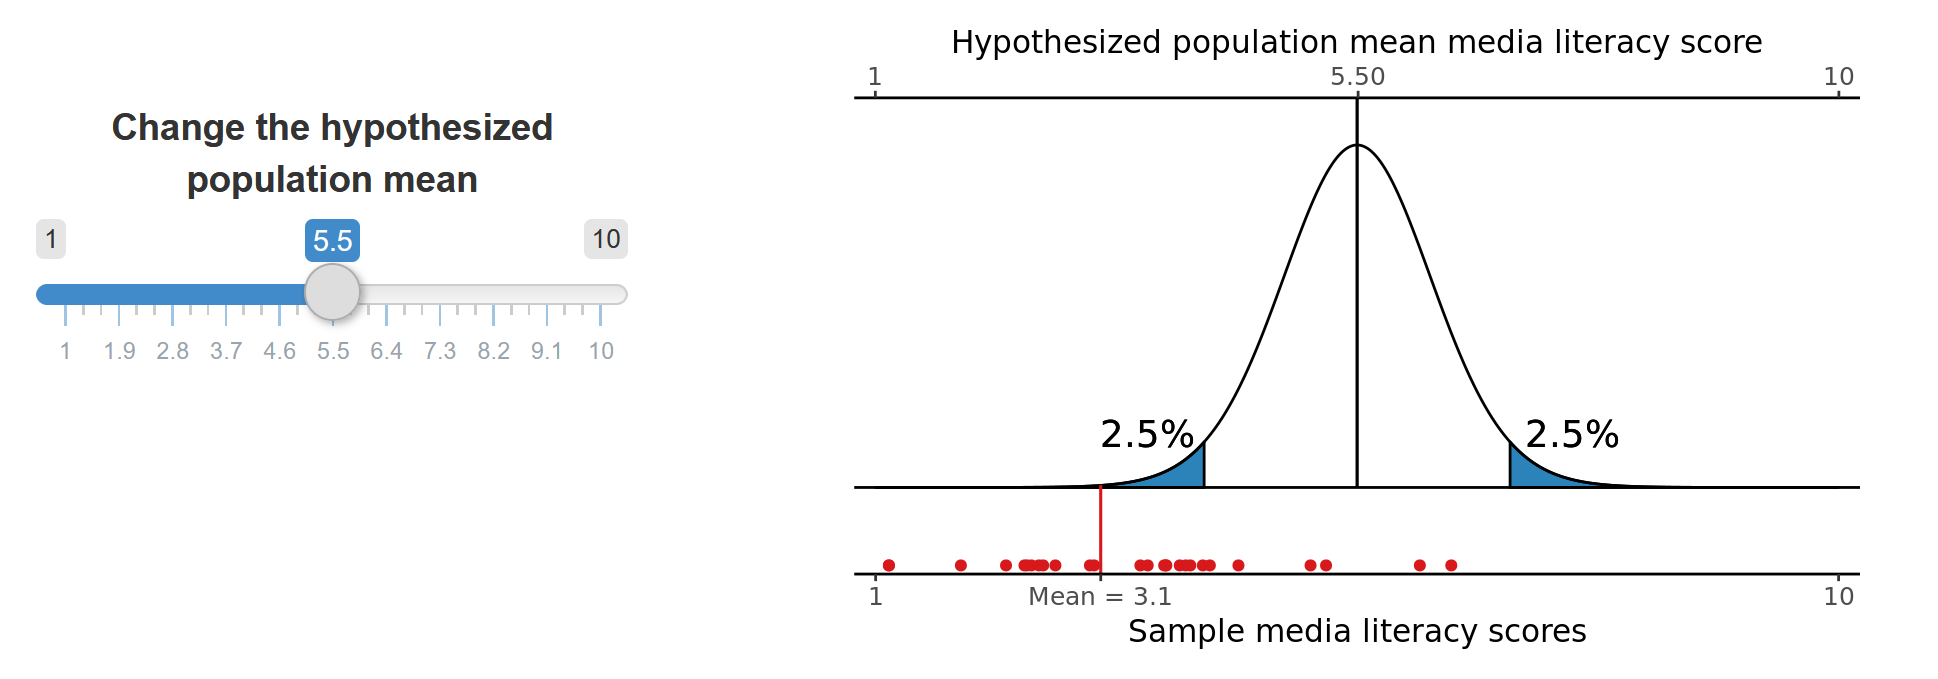 Change the hypothesized
population mean
1 5.5 10
1 1.9 2.8 3.7 4.6 5.5 6.4 7.3 8.2 9.1 10
Hypothesized population mean media literacy score
1 5.50 10
2.5% 2.5%
1 Mean = 3.1 10
Sample media literacy scores